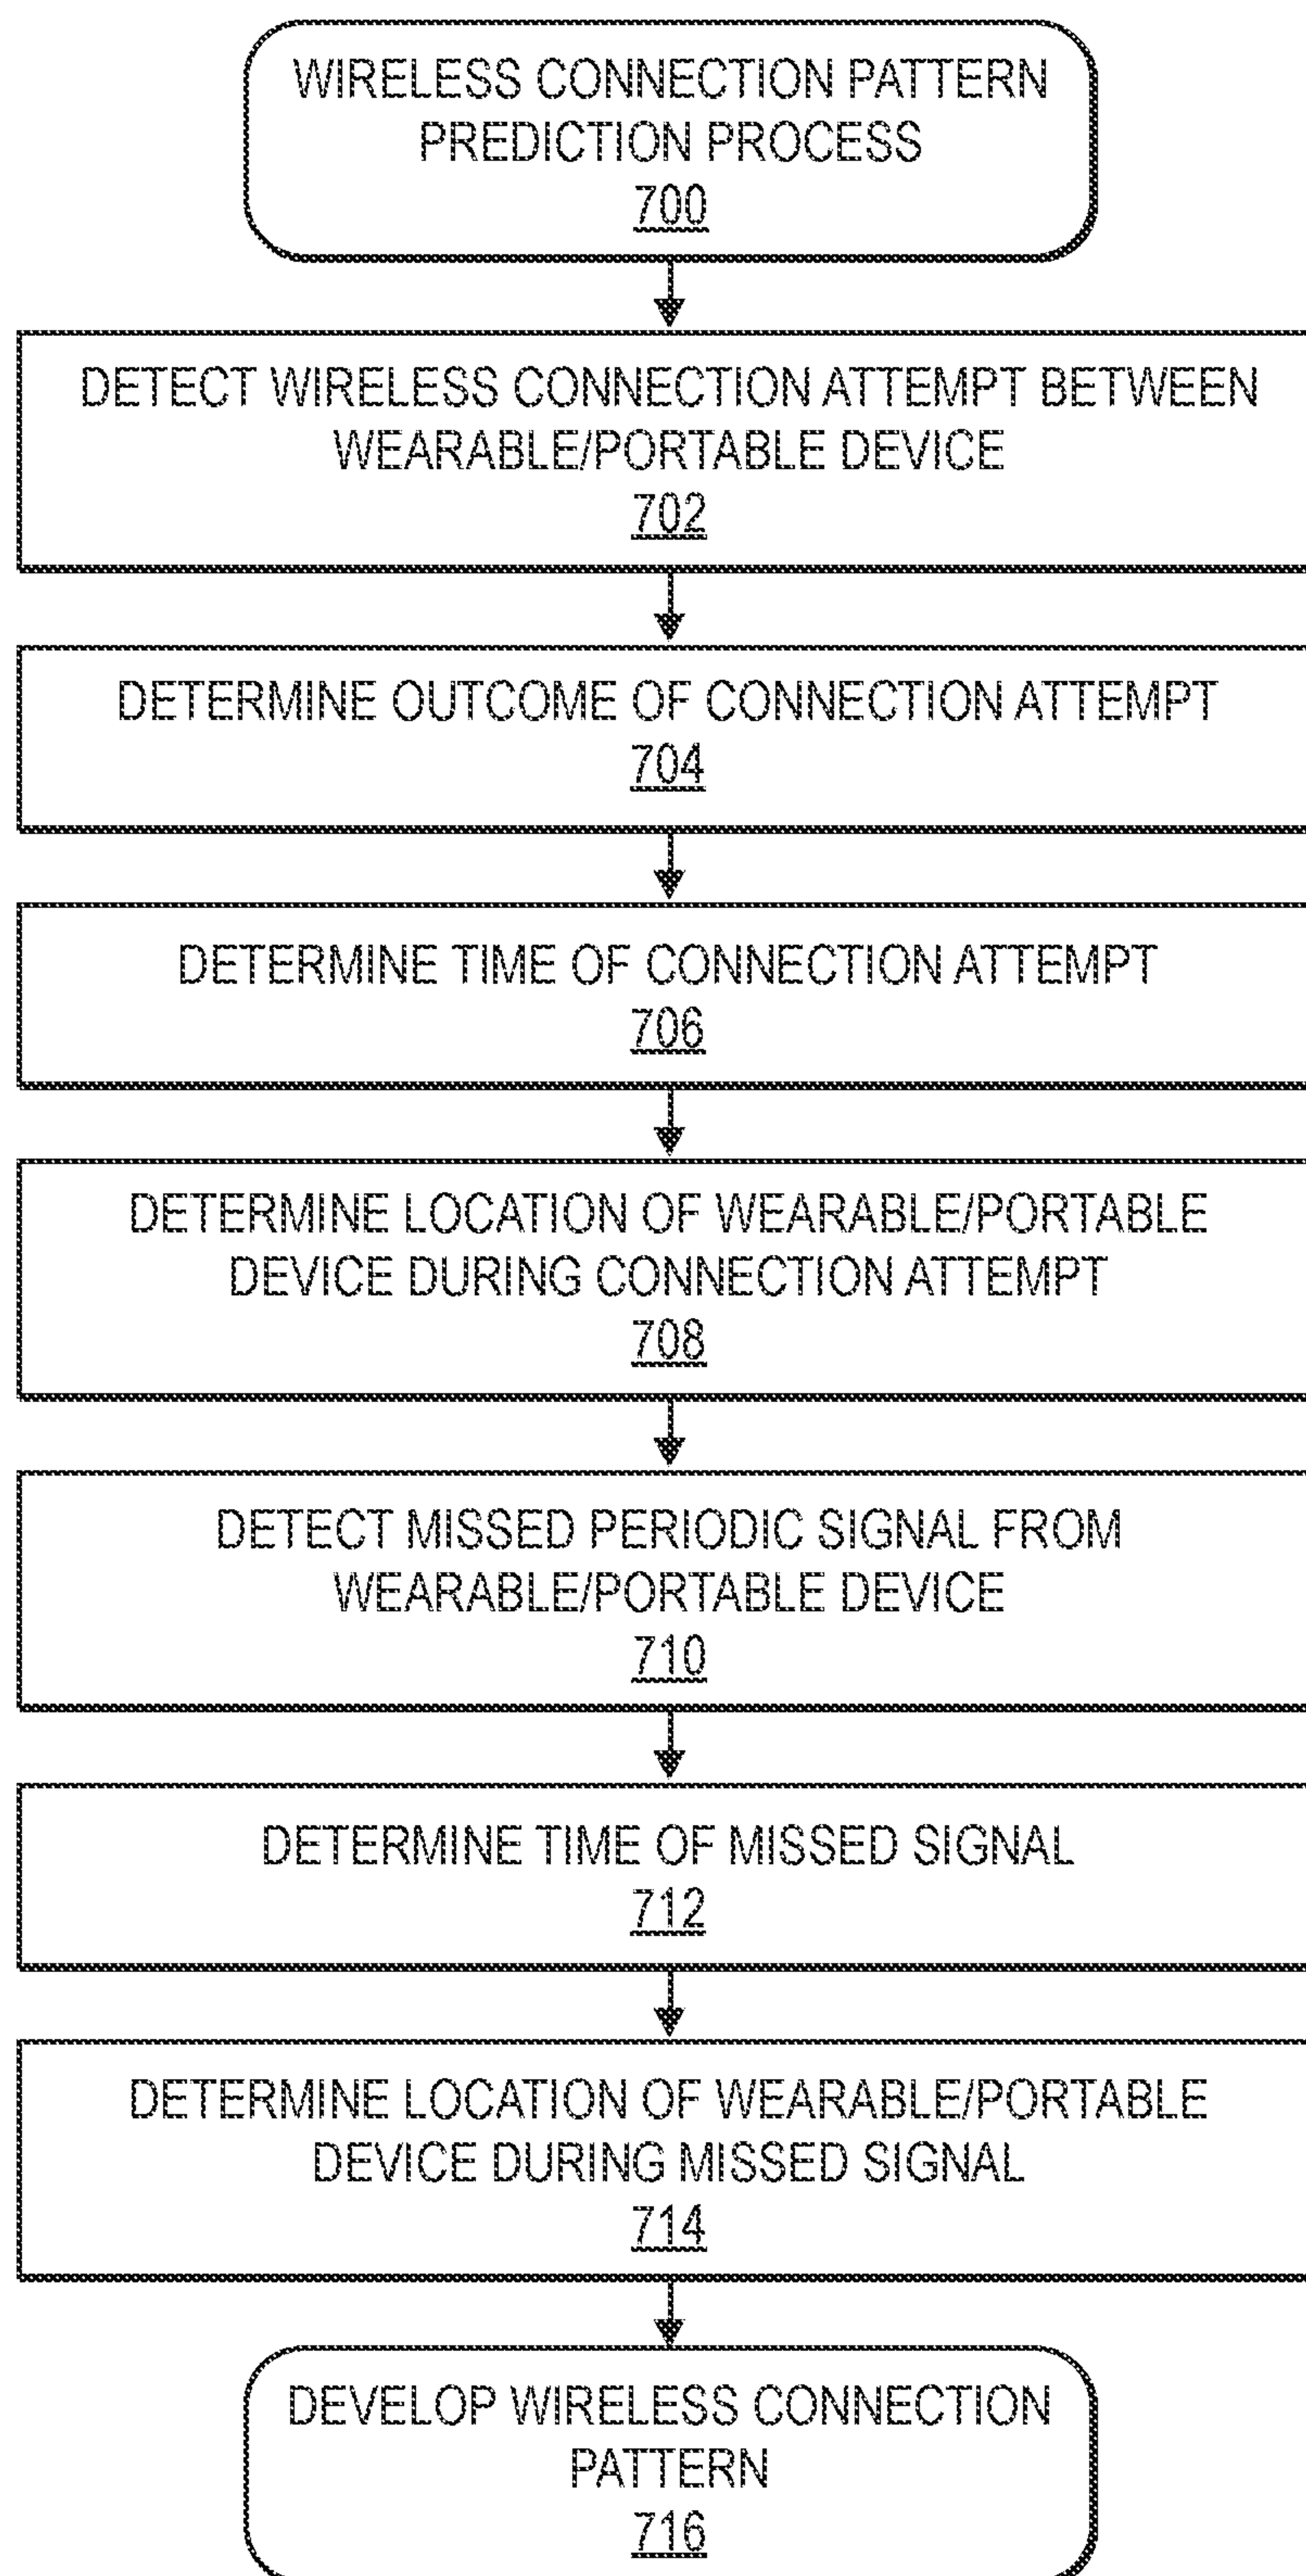 WIRELESS CONNECTION PATTERN
PREDICTION PROCESS
700
DETECT WIRELESS CONNECTION ATTEMPT BETWEEN
WEARABLE/PORTABLE DEVICE
702
DETERMINE OUTCOME OF CONNECTION ATTEMPT
704
DETERMINE TIME OF CONNECTION ATTEMPT
706
DETERMINE LOCATION OF WEARABLE/PORTABLE
DEVICE DURING CONNECTION ATTEMPT
708
DETECT MISSED PERIODIC SIGNAL FROM
WEARABLE/PORTABLE DEVICE
710
DETERMINE TIME OF MISSED SIGNAL
712
DETERMINE LOCATION OF WEARABLE/PORTABLE
DEVICE DURING MISSED SIGNAL
714
DEVELOP WIRELESS CONNECTION
PATTERN
716